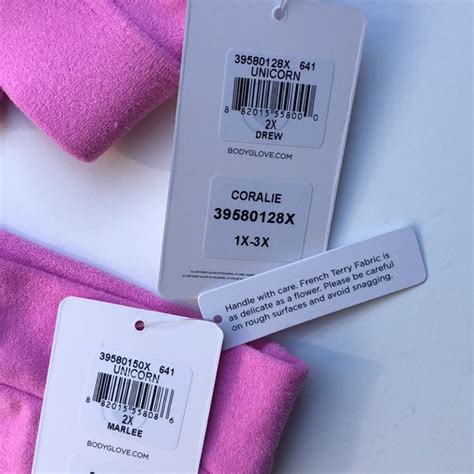 39580128X 641
UNICORN
8 82015 55800 0
2X
DREW
BODYGLOVE.COM
CORALIE
39580128X
1X-3X
Handle with care. French Terry Fabric is
as delicate as a flower. Please be careful
on rough surfaces and avoid snagging.
39580150X 641
UNICORN
8 82015 55808 6
2X
MARLEE
BODYGLOVE.COM